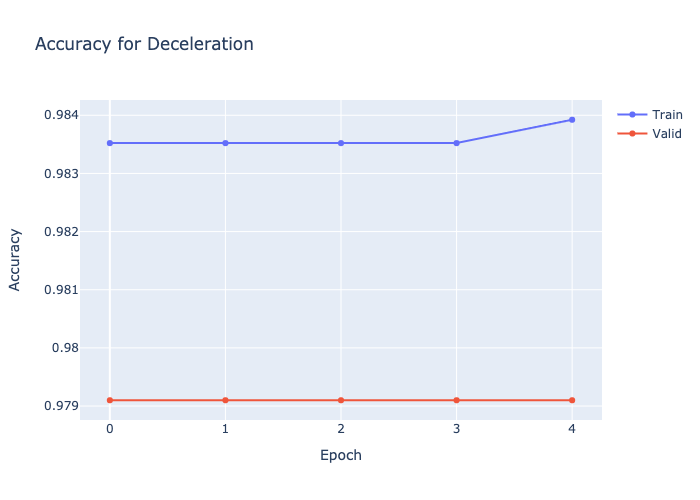 Accuracy for Deceleration
0.984
0.983
0.982
0.981
0.98
0.979
Accuracy
0 1 2 3 4
Epoch
Train
Valid